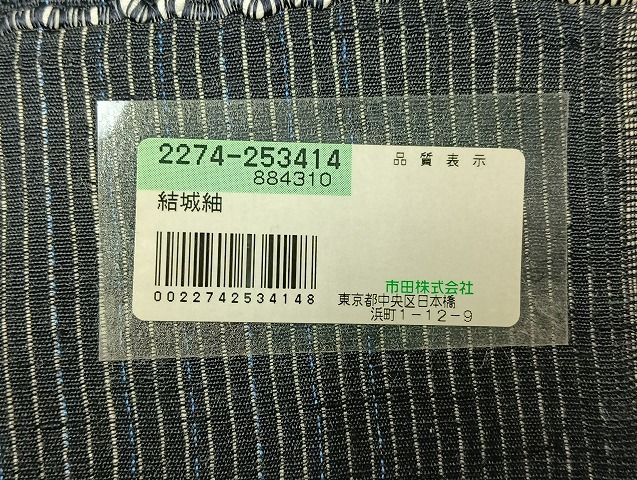 2274-253414
884310
品質表示
結城紬
0022742534148
市田株式会社
東京都中央区日本橋
浜町1-12-9